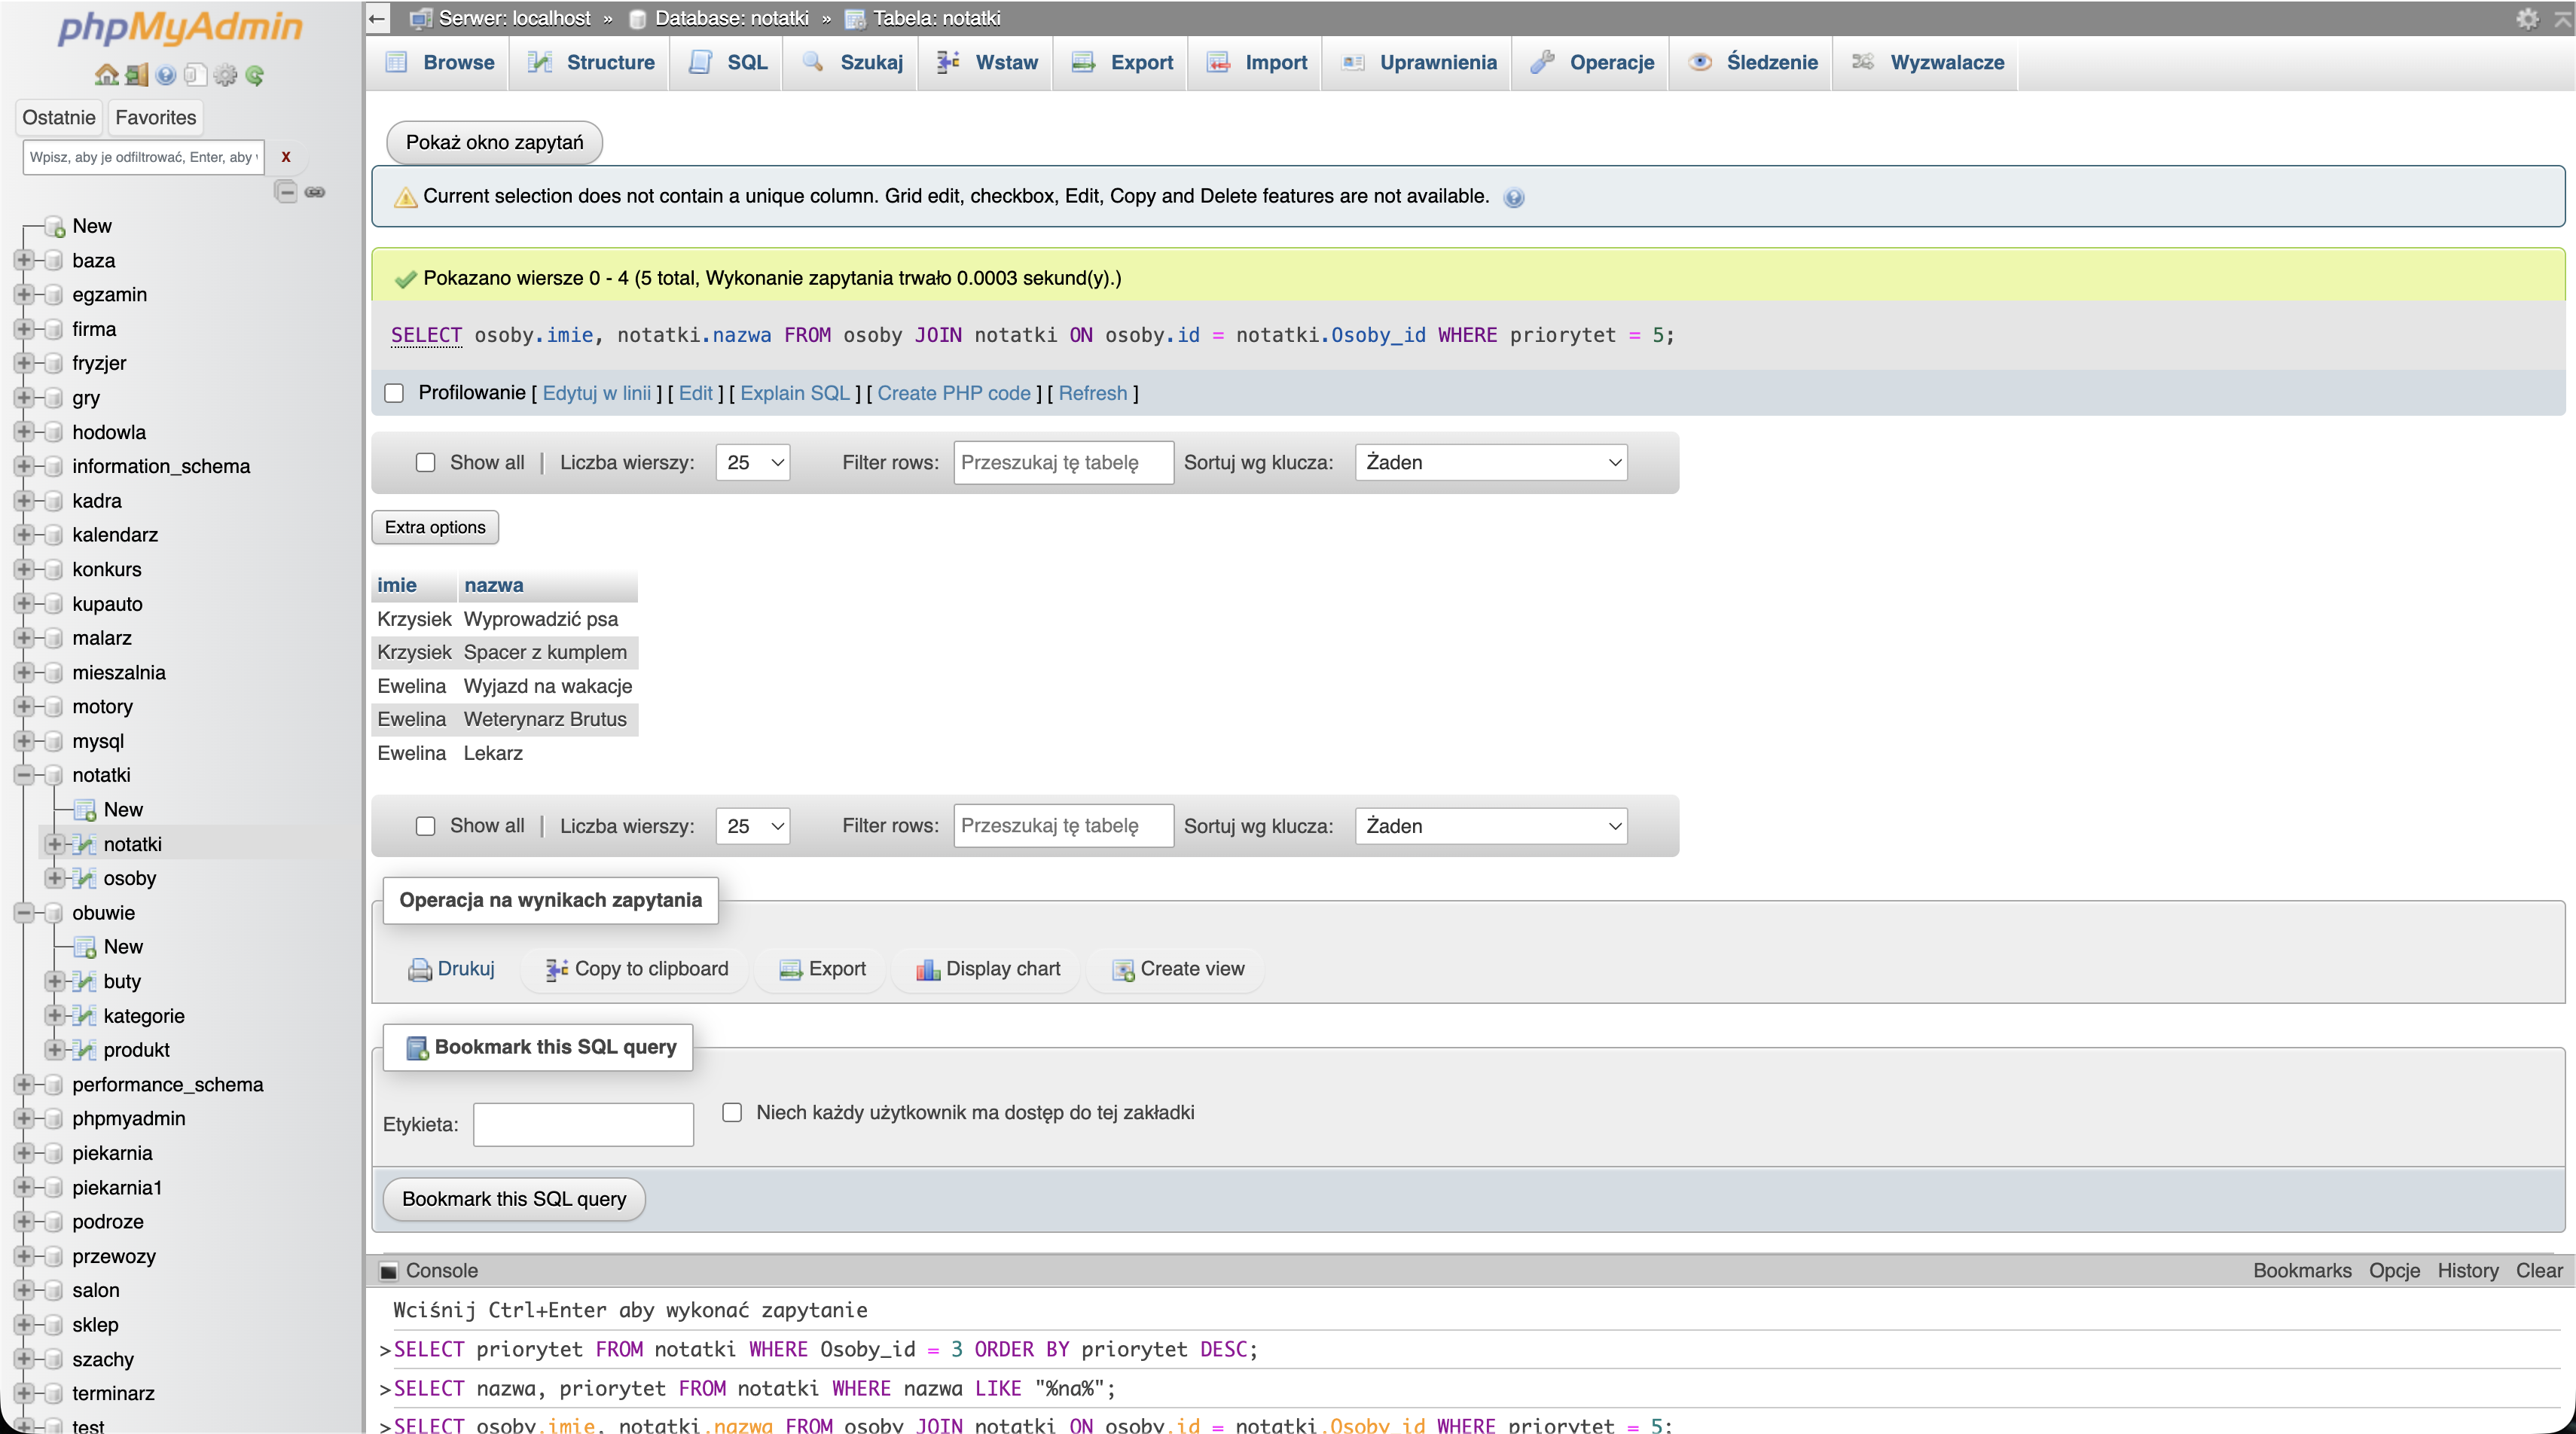 phpMyAdmin
Ostatnie Favorites
Wpisz, aby je odfiltrować, Enter, aby
X
New
baza
egzamin
firma
fryzjer
gry
hodowla
information_schema
kadra
kalendarz
konkurs
kupauto
malarz
mieszalnia
motory
mysql
notatki
New
notatki
osoby
obuwie
New
buty
kategorie
produkt
performance_schema
phpmyadmin
piekarnia
piekarnia1
podroze
przewozy
salon
sklep
szachy
terminarz
test
Serwer: localhost » Database: notatki » Tabela: notatki
Browse Structure SQL Szukaj Wstaw Export Import Uprawnienia Operacje Śledzenie Wyzwalacze
Pokaż okno zapytań
Current selection does not contain a unique column. Grid edit, checkbox, Edit, Copy and Delete features are not available.
Pokazano wiersze 0 - 4 (5 total, Wykonanie zapytania trwało 0.0003 sekund(y).)
SELECT osoby.imie, notatki.nazwa FROM osoby JOIN notatki ON osoby.id = notatki.Osoby_id WHERE priorytet = 5;
Profilowanie [ Edytuj w linii ] [ Edit ] [ Explain SQL ] [ Create PHP code ] [ Refresh ]
Show all | Liczba wierszy: 25 Filter rows: Przeszukaj tę tabelę Sortuj wg klucza: Żaden
Extra options
imie nazwa
Krzysiek Wyprowadzić psa
Krzysiek Spacer z kumplem
Ewelina Wyjazd na wakacje
Ewelina Weterynarz Brutus
Ewelina Lekarz
Show all | Liczba wierszy: 25 Filter rows: Przeszukaj tę tabelę Sortuj wg klucza: Żaden
Operacja na wynikach zapytania
Drukuj Copy to clipboard Export Display chart Create view
Bookmark this SQL query
Etykieta: Niech każdy użytkownik ma dostęp do tej zakładki
Bookmark this SQL query
Console Bookmarks Opcje History Clear
Wciśnij Ctrl+Enter aby wykonać zapytanie
>SELECT priorytet FROM notatki WHERE Osoby_id = 3 ORDER BY priorytet DESC;
>SELECT nazwa, priorytet FROM notatki WHERE nazwa LIKE "%na%";
>SELECT osoby.imie, notatki.nazwa FROM osoby JOIN notatki ON osoby.id = notatki.Osoby_id WHERE priorytet = 5;